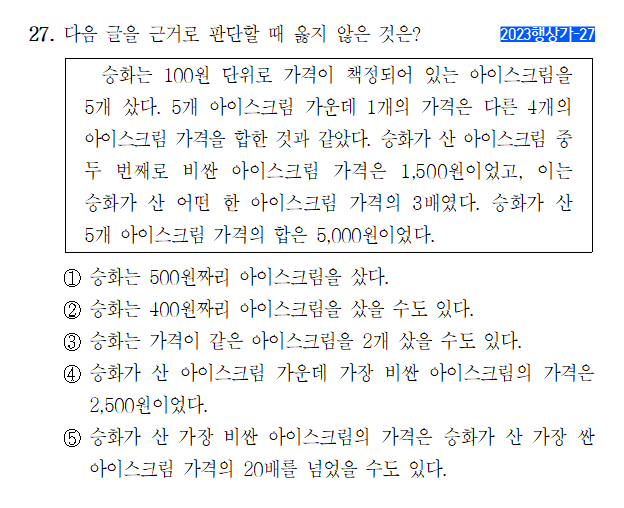 27. 다음 글을 근거로 판단할 때 옳지 않은 것은? 2023행상가-27
승화는 100원 단위로 가격이 책정되어 있는 아이스크림을
5개 샀다. 5개 아이스크림 가운데 1개의 가격은 다른 4개의
아이스크림 가격을 합한 것과 같았다. 승화가 산 아이스크림 중
두 번째로 비싼 아이스크림 가격은 1,500원이었고, 이는
승화가 산 어떤 한 아이스크림 가격의 3배였다. 승화가 산
5개 아이스크림 가격의 합은 5,000원이었다.
① 승화는 500원짜리 아이스크림을 샀다.
② 승화는 400원짜리 아이스크림을 샀을 수도 있다.
③ 승화는 가격이 같은 아이스크림을 2개 샀을 수도 있다.
④ 승화가 산 아이스크림 가운데 가장 비싼 아이스크림의 가격은
2,500원이었다.
⑤ 승화가 산 가장 비싼 아이스크림의 가격은 승화가 산 가장 싼
아이스크림 가격의 20배를 넘었을 수도 있다.